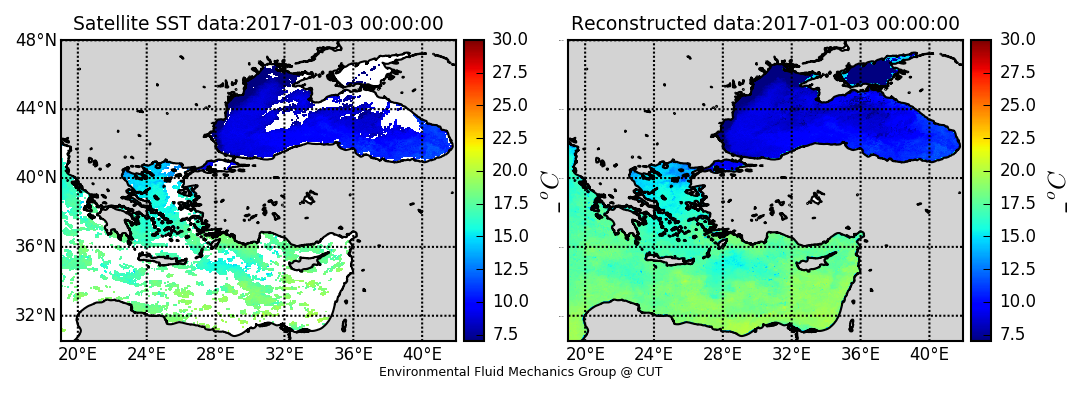 Satellite SST data:2017-01-03 00:00:00
Reconstructed data:2017-01-03 00:00:00
48°N
44°N
40°N
36°N
32°N
20°E 24°E 28°E 32°E 36°E 40°E
30.0
27.5
25.0
22.5
20.0
17.5
15.0
12.5
10.0
7.5
_ °C
20°E 24°E 28°E 32°E 36°E 40°E
30.0
27.5
25.0
22.5
20.0
17.5
15.0
12.5
10.0
7.5
_ °C
Environmental Fluid Mechanics Group @ CUT